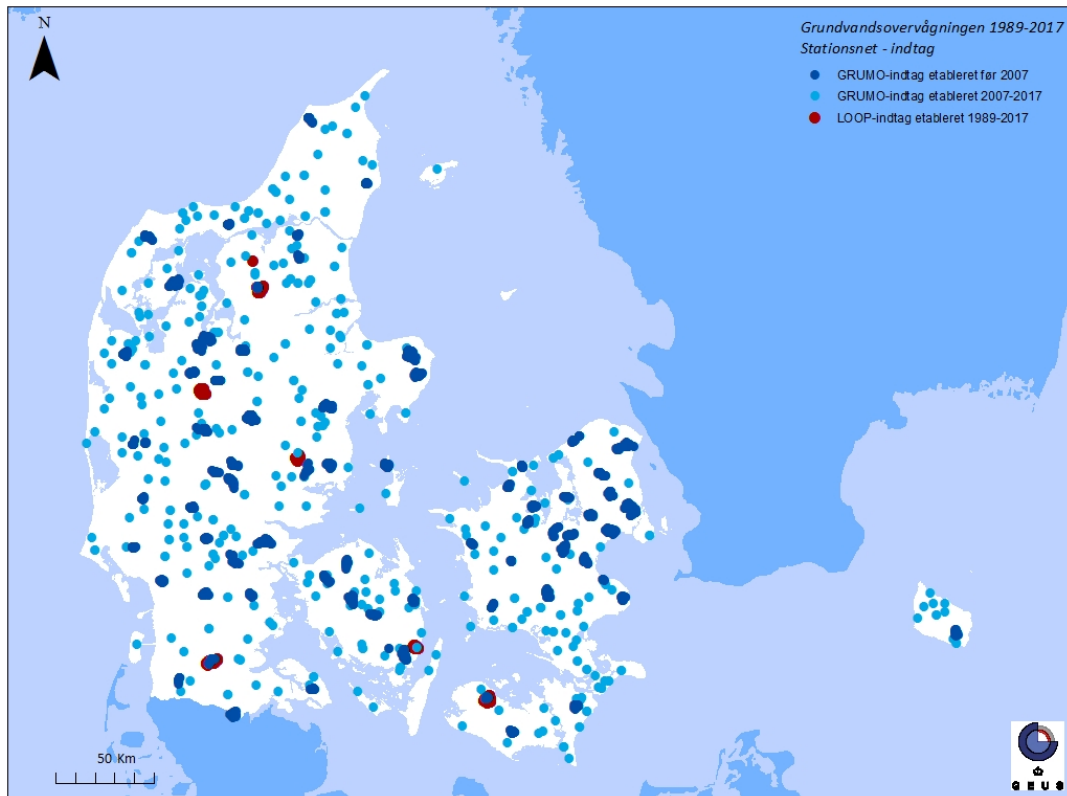 N
Grundvandsovervågningen 1989-2017
Stationsnet - indtag
GRUMO-indtag etableret før 2007
GRUMO-indtag etableret 2007-2017
LOOP-indtag etableret 1989-2017
50 Km
G E U S